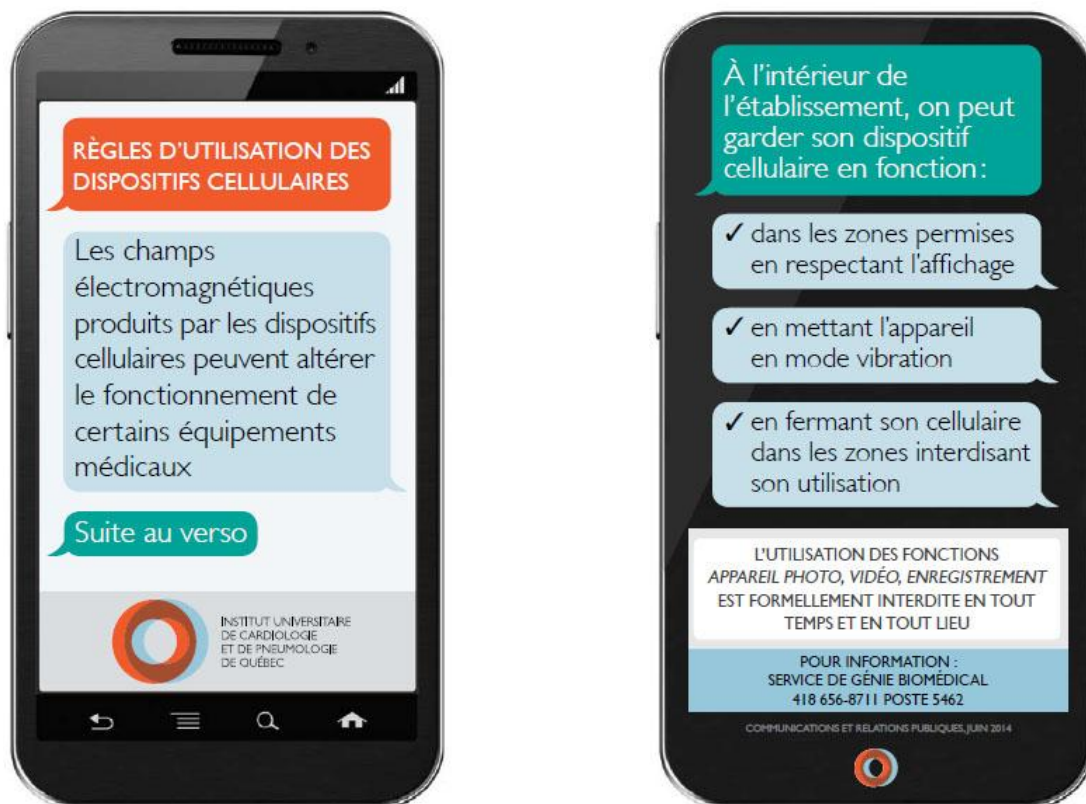 RÈGLES D'UTILISATION DES
DISPOSITIFS CELLULAIRES
Les champs
électromagnétiques
produits par les dispositifs
cellulaires peuvent altérer
le fonctionnement de
certains équipements
médicaux
Suite au verso
INSTITUT UNIVERSITAIRE
DE CARDIOLOGIE
ET DE PNEUMOLOGIE
DE QUÉBEC
À l'intérieur de
l'établissement, on peut
garder son dispositif
cellulaire en fonction :
✓ dans les zones permises
en respectant l'affichage
✓ en mettant l'appareil
en mode vibration
✓ en fermant son cellulaire
dans les zones interdisant
son utilisation
L'UTILISATION DES FONCTIONS
APPAREIL PHOTO, VIDÉO, ENREGISTREMENT
EST FORMELLEMENT INTERDITE EN TOUT
TEMPS ET EN TOUT LIEU
POUR INFORMATION :
SERVICE DE GÉNIE BIOMÉDICAL
418 656-8711 POSTE 5462
COMMUNICATIONS ET RELATIONS PUBLIQUES, JUIN 2014